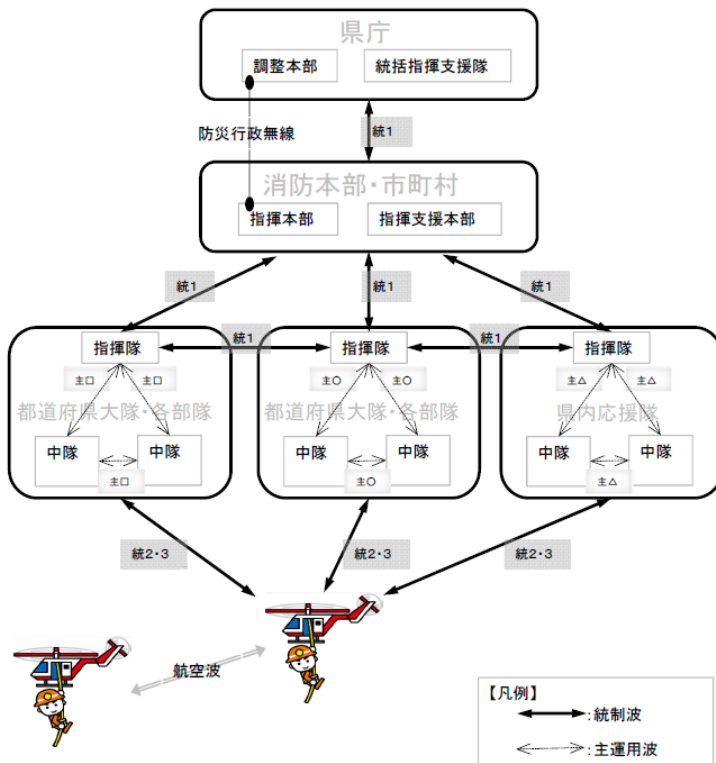 県庁
調整本部
統括指揮支援隊
防災行政無線
統1
消防本部・市町村
指揮本部
指揮支援本部
統1
統1
統1
指揮隊
統1
指揮隊
統1
指揮隊
主□
主□
主○
主○
主△
主△
都道府県大隊・各部隊
都道府県大隊・各部隊
県内応援隊
中隊
中隊
中隊
中隊
中隊
中隊
主□
主○
主△
統2・3
統2・3
統2・3
航空波
【凡例】
:統制波
:主運用波